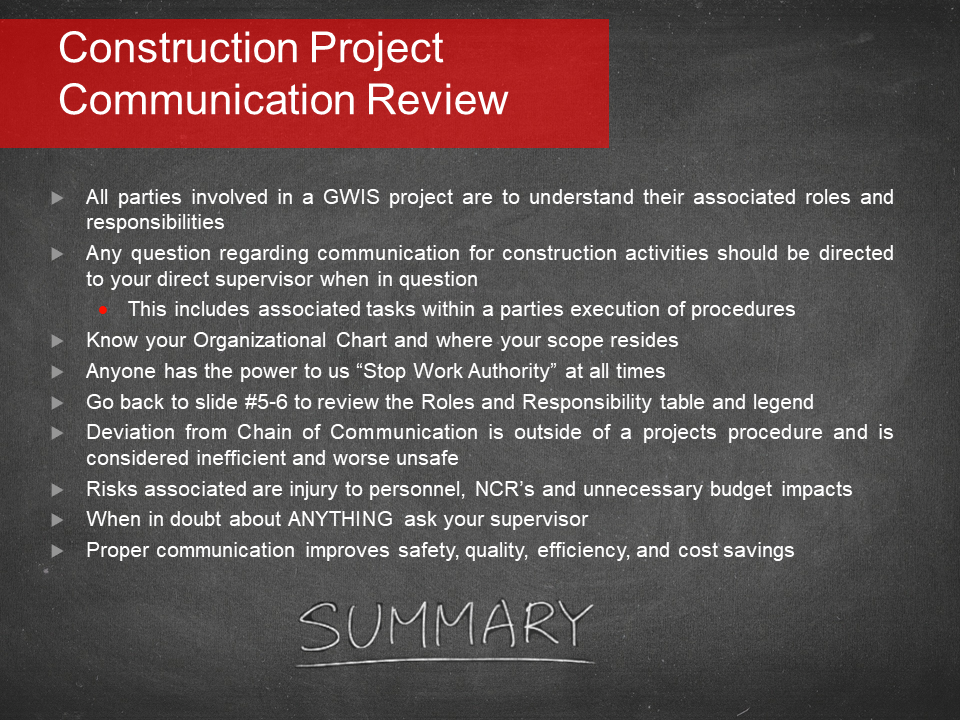 Construction Project
Communication Review
All parties involved in a GWIS project are to understand their associated roles and
responsibilities
Any question regarding communication for construction activities should be directed
to your direct supervisor when in question
This includes associated tasks within a parties execution of procedures
Know your Organizational Chart and where your scope resides
Anyone has the power to us “Stop Work Authority” at all times
Go back to slide #5-6 to review the Roles and Responsibility table and legend
Deviation from Chain of Communication is outside of a projects procedure and is
considered inefficient and worse unsafe
Risks associated are injury to personnel, NCR’s and unnecessary budget impacts
When in doubt about ANYTHING ask your supervisor
Proper communication improves safety, quality, efficiency, and cost savings
SUMMARY